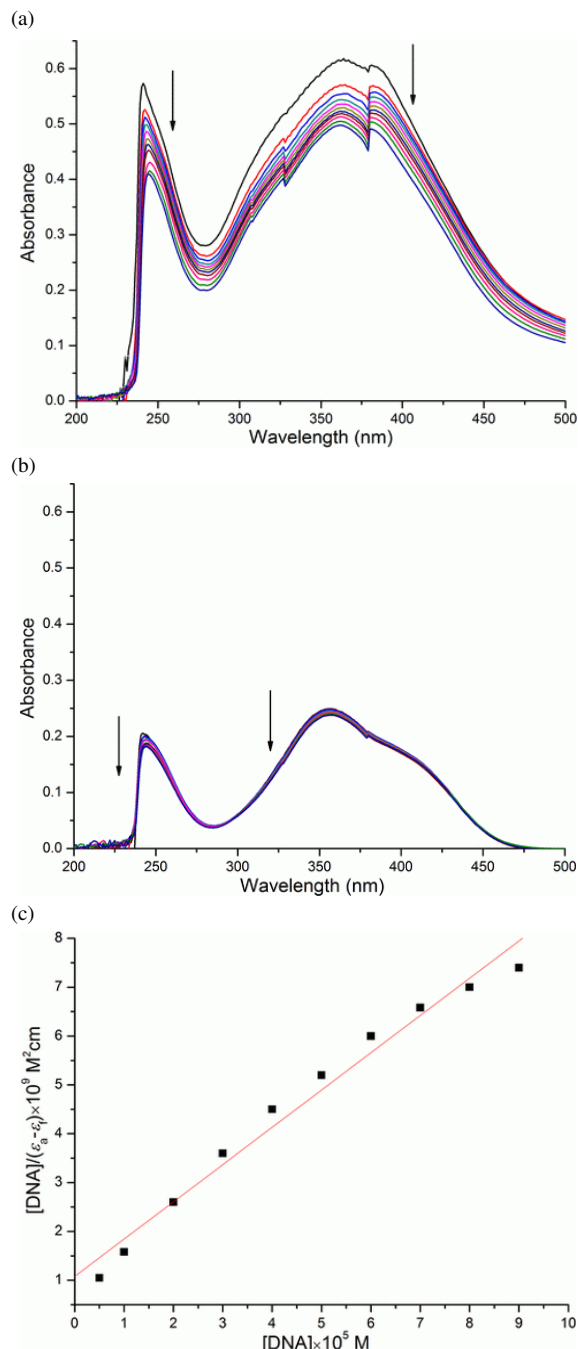 (a)
0.6
0.5
0.4
0.3
0.2
0.1
0.0
Absorbance
200 250 300 350 400 450 500
Wavelength (nm)
(b)
0.6
0.5
0.4
0.3
0.2
0.1
0.0
Absorbance
200 250 300 350 400 450 500
Wavelength (nm)
(c)
8
7
6
5
4
3
2
1
[DNA]/(εa-εf)×10⁹ M²cm
0 1 2 3 4 5 6 7 8 9 10
[DNA]×10⁵ M